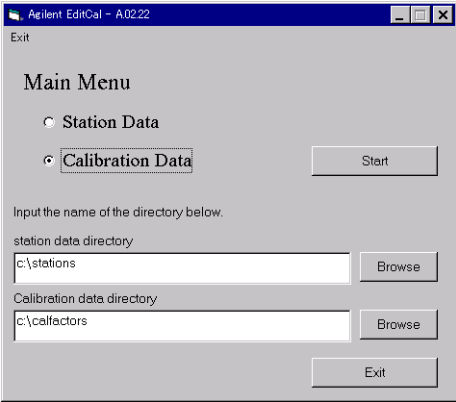 Agilent EditCal - A.02.22
Exit
Main Menu
Station Data
Calibration Data
Start
Input the name of the directory below.
station data directory
c:\stations
Browse
Calibration data directory
c:\calfactors
Browse
Exit